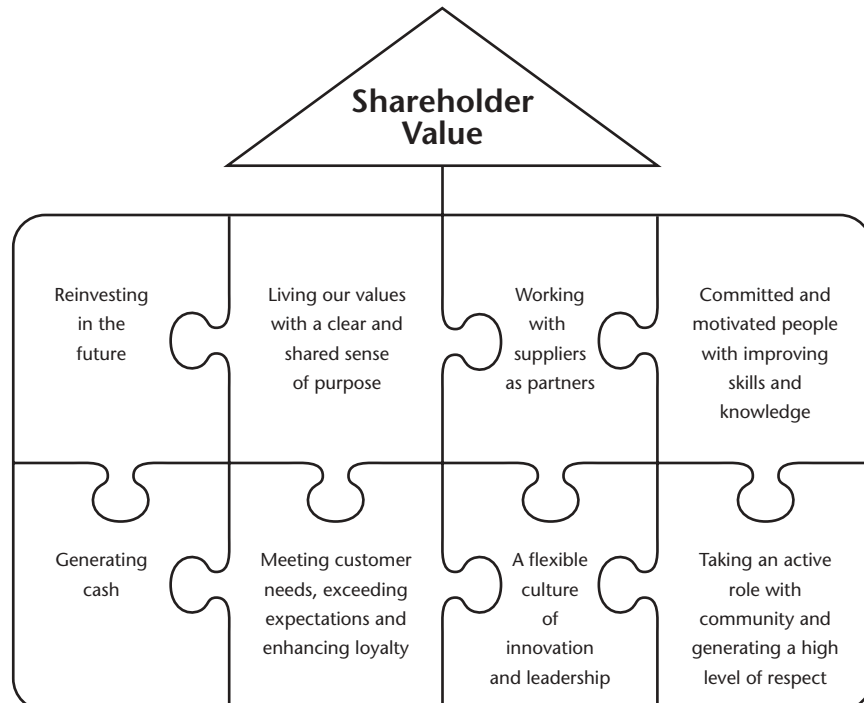 Shareholder
Value
Reinvesting
in the
future
Living our values
with a clear and
shared sense
of purpose
Working
with
suppliers
as partners
Committed and
motivated people
with improving
skills and
knowledge
Generating
cash
Meeting customer
needs, exceeding
expectations and
enhancing loyalty
A flexible
culture
of
innovation
and leadership
Taking an active
role with
community and
generating a high
level of respect